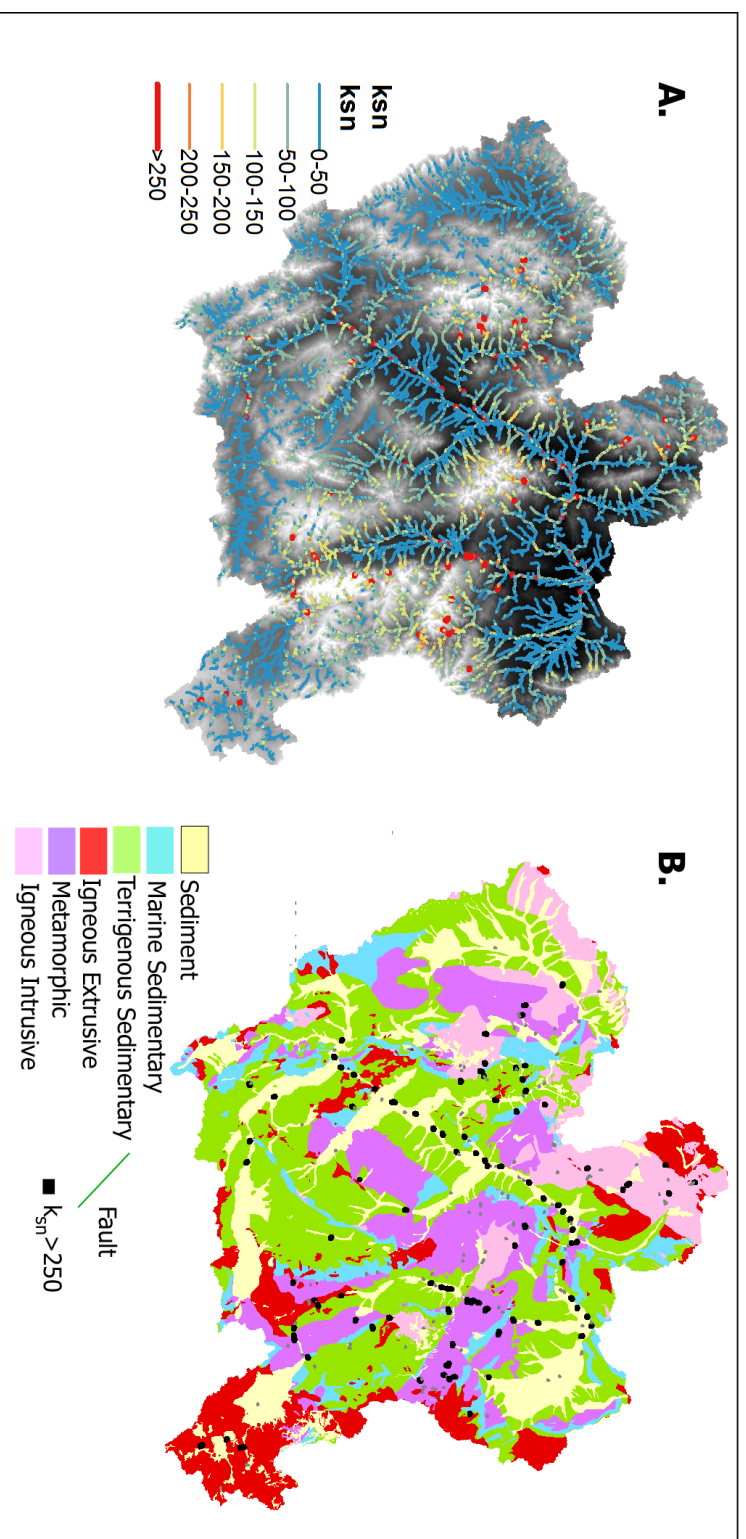 A.
ksn
ksn
0-50
50-100
100-150
150-200
200-250
>250
B.
Sediment
Marine Sedimentary
Terrigenous Sedimentary
Igneous Extrusive
Metamorphic
Igneous Intrusive
Fault
ksn>250